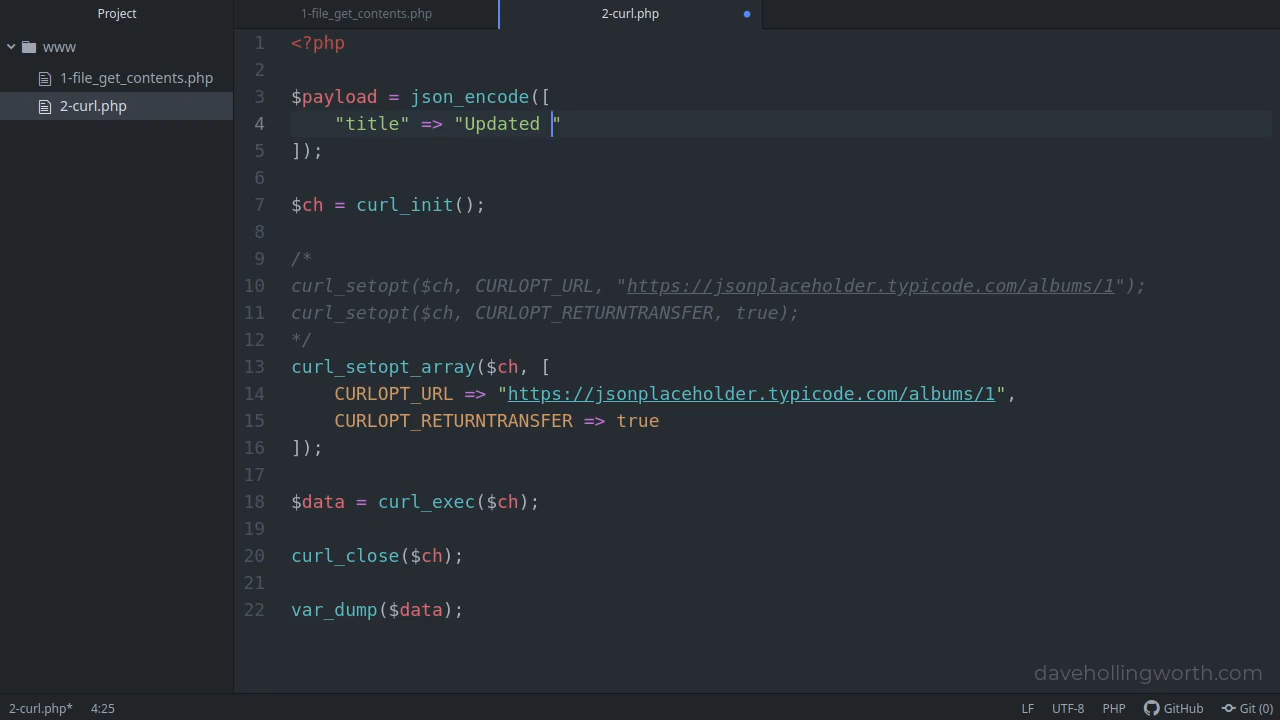 Project
1-file_get_contents.php
2-curl.php
www
1-file_get_contents.php
2-curl.php
1 <?php
2
3 $payload = json_encode([
4     "title" => "Updated "
5 ]);
6
7 $ch = curl_init();
8
9 /*
10 curl_setopt($ch, CURLOPT_URL, "https://jsonplaceholder.typicode.com/albums/1");
11 curl_setopt($ch, CURLOPT_RETURNTRANSFER, true);
12 */
13 curl_setopt_array($ch, [
14     CURLOPT_URL => "https://jsonplaceholder.typicode.com/albums/1",
15     CURLOPT_RETURNTRANSFER => true
16 ]);
17
18 $data = curl_exec($ch);
19
20 curl_close($ch);
21
22 var_dump($data);
davehollingworth.com
2-curl.php* 4:25 LF UTF-8 PHP GitHub Git (0)